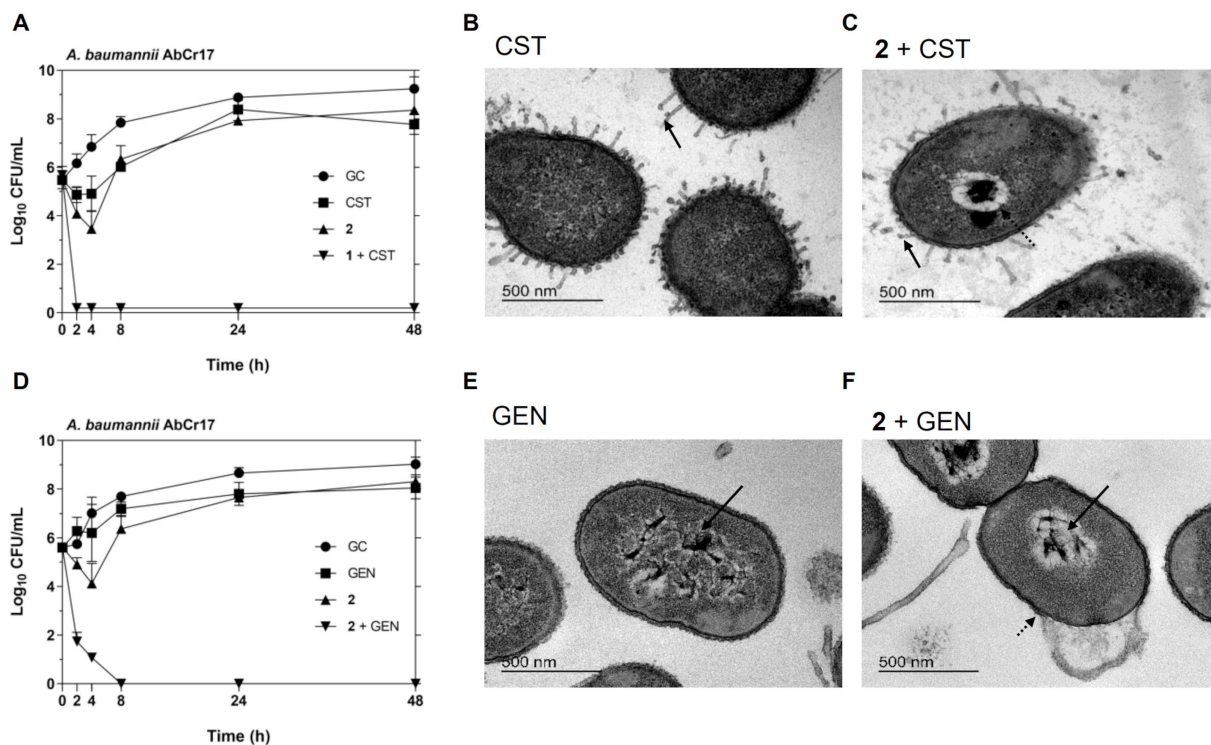 A
A. baumannii AbCr17
Log10 CFU/mL
10
8
6
4
2
0
0 2 4 8 24 48
Time (h)
GC
CST
2
1 + CST
B
CST
500 nm
C
2 + CST
500 nm
D
A. baumannii AbCr17
Log10 CFU/mL
10
8
6
4
2
0
0 2 4 8 24 48
Time (h)
GC
GEN
2
2 + GEN
E
GEN
500 nm
F
2 + GEN
500 nm